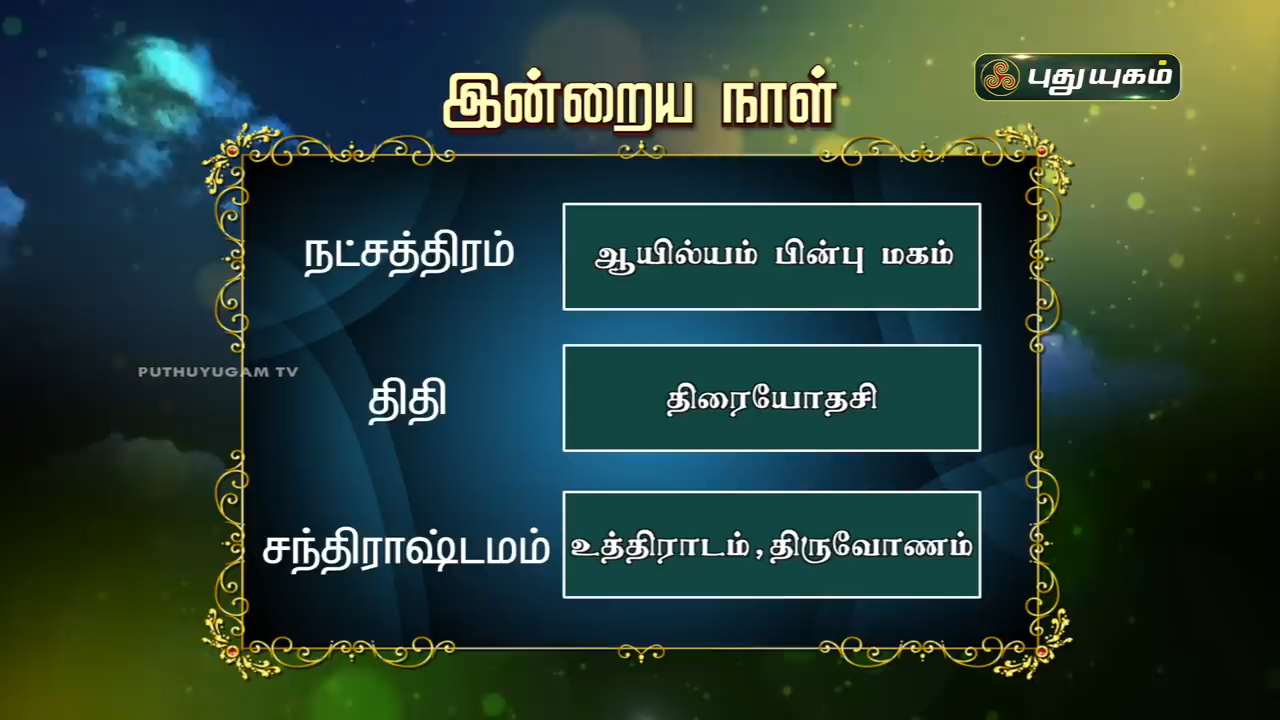 இன்றைய நாள்
புதுயுகம்
நட்சத்திரம்
ஆயில்யம் பின்பு மகம்
PUTHUYUGAM TV
திதி
திரையோதசி
சந்திராஷ்டமம்
உத்திராடம்,திருவோணம்